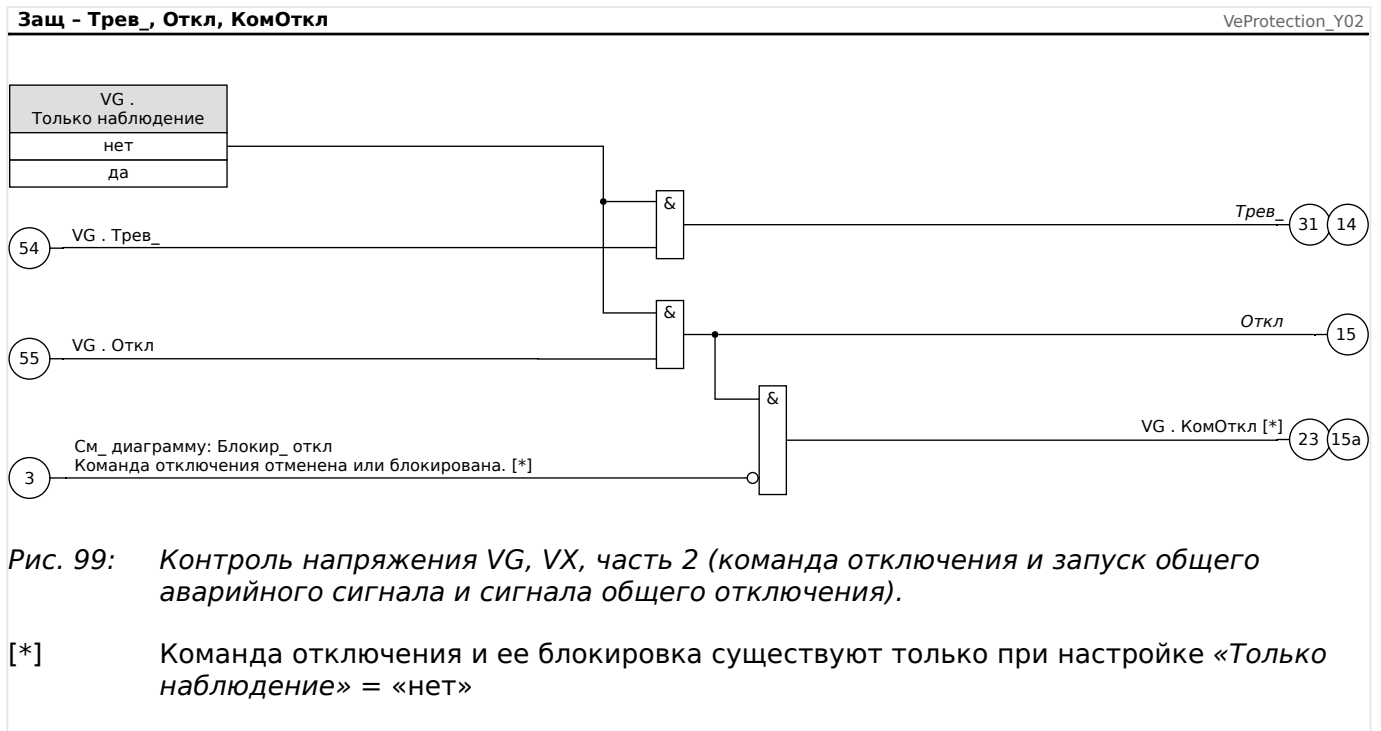 Защ – Трев_, Откл, КомОткл
VeProtection_Y02
VG .
Только наблюдение
нет
да
&
Трев_
31
14
54
VG . Трев_
&
Откл
15
55
VG . Откл
&
VG . КомОткл [*]
23
15a
См_ диаграмму: Блокир_ откл
Команда отключения отменена или блокирована. [*]
3
Рис. 99: Контроль напряжения VG, VX, часть 2 (команда отключения и запуск общего
аварийного сигнала и сигнала общего отключения).
[*] Команда отключения и ее блокировка существуют только при настройке «Только
наблюдение» = «нет»